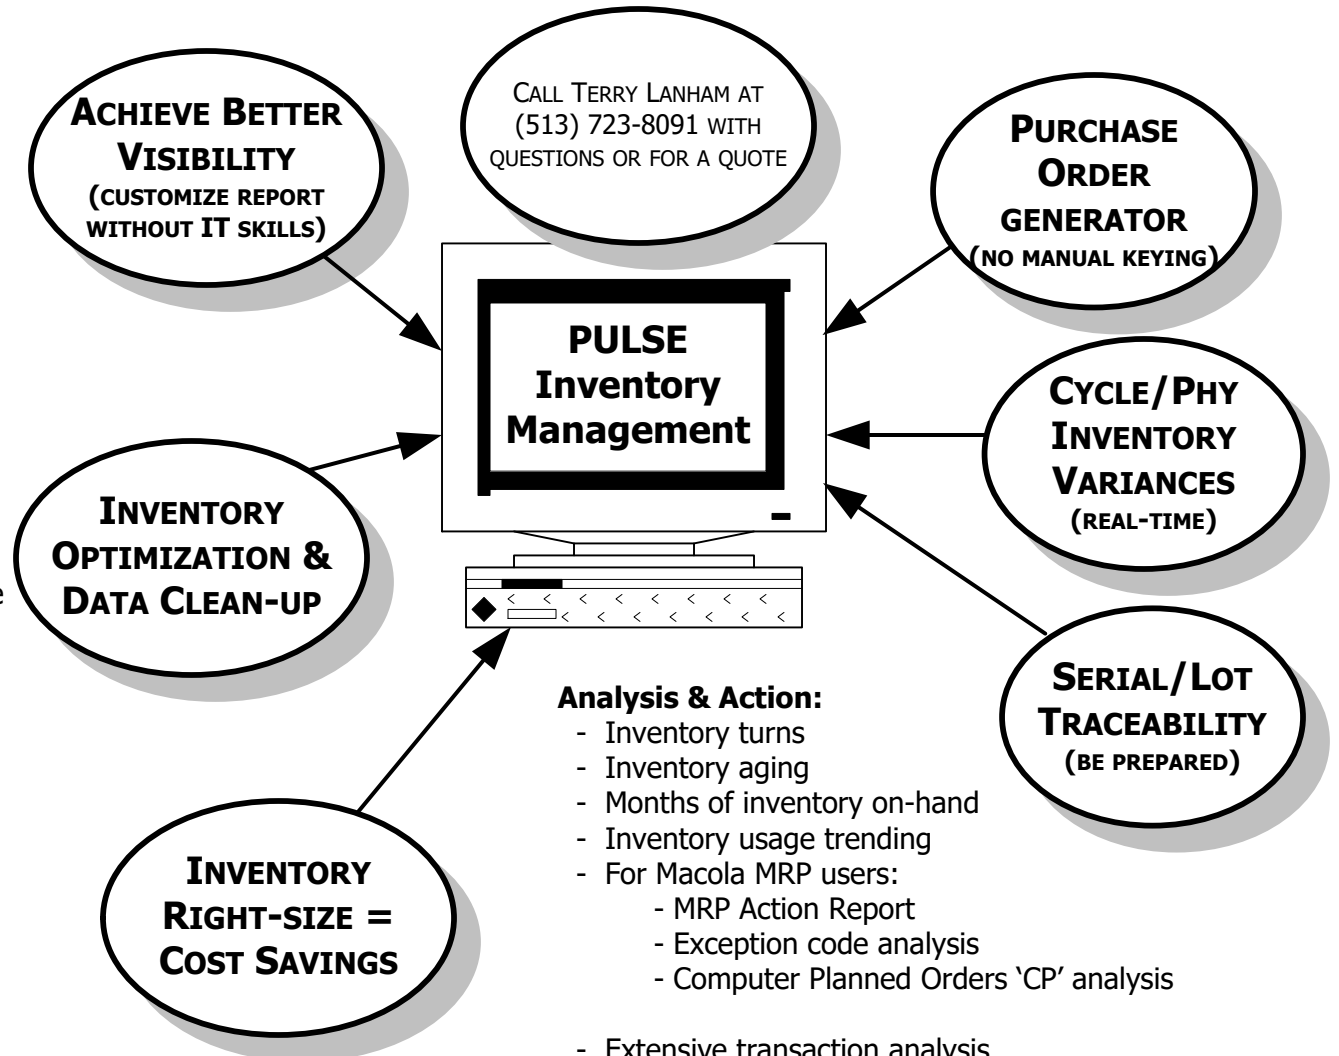 ACHIEVE BETTER
VISIBILITY
(CUSTOMIZE REPORT
WITHOUT IT SKILLS)
CALL TERRY LANHAM AT
(513) 723-8091 WITH
QUESTIONS OR FOR A QUOTE
PURCHASE
ORDER
GENERATOR
(NO MANUAL KEYING)
PULSE
Inventory
Management
CYCLE/PHY
INVENTORY
VARIANCES
(REAL-TIME)
INVENTORY
OPTIMIZATION &
DATA CLEAN-UP
SERIAL/LOT
TRACEABILITY
(BE PREPARED)
INVENTORY
RIGHT-SIZE =
COST SAVINGS
Analysis & Action:
- Inventory turns
- Inventory aging
- Months of inventory on-hand
- Inventory usage trending
- For Macola MRP users:
- MRP Action Report
- Exception code analysis
- Computer Planned Orders ‘CP’ analysis
- Extensive transaction analysis